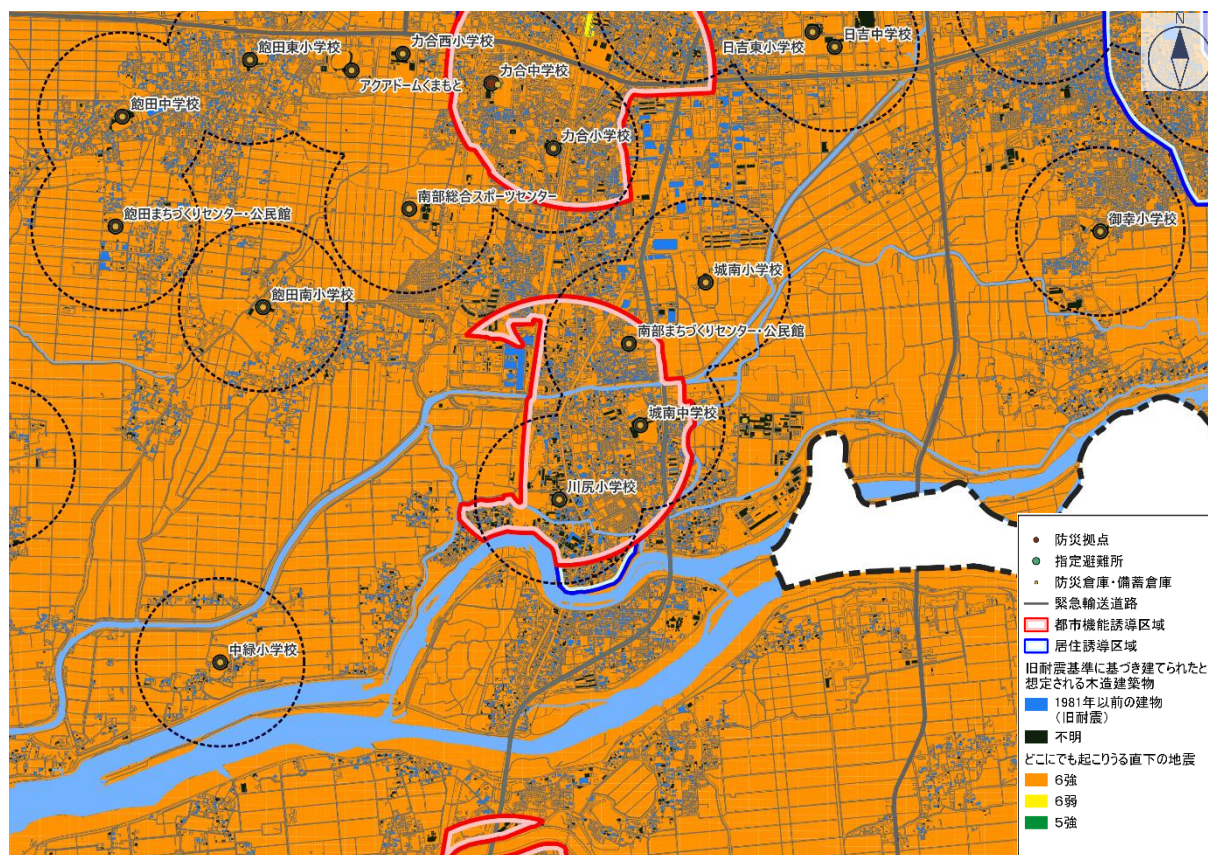 N
飽田東小学校
力合西小学校
日吉東小学校
日吉中学校
アクアドームくまもと
力合中学校
飽田中学校
力合小学校
南部総合スポーツセンター
飽田まちづくりセンター・公民館
御幸小学校
城南小学校
飽田南小学校
南部まちづくりセンター・公民館
城南中学校
川尻小学校
中緑小学校
防災拠点
指定避難所
防災倉庫・備蓄倉庫
緊急輸送道路
都市機能誘導区域
居住誘導区域
旧耐震基準に基づき建てられたと
想定される木造建築物
1981年以前の建物
(旧耐震)
不明
どこにでも起こりうる直下の地震
6強
6弱
5強